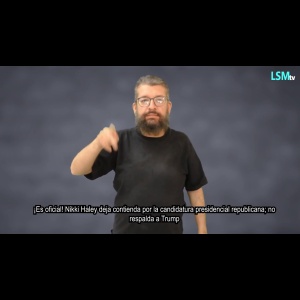 LSMtv
¡Es oficial! Nikki Haley deja contienda por la candidatura presidencial republicana; no
respalda a Trump